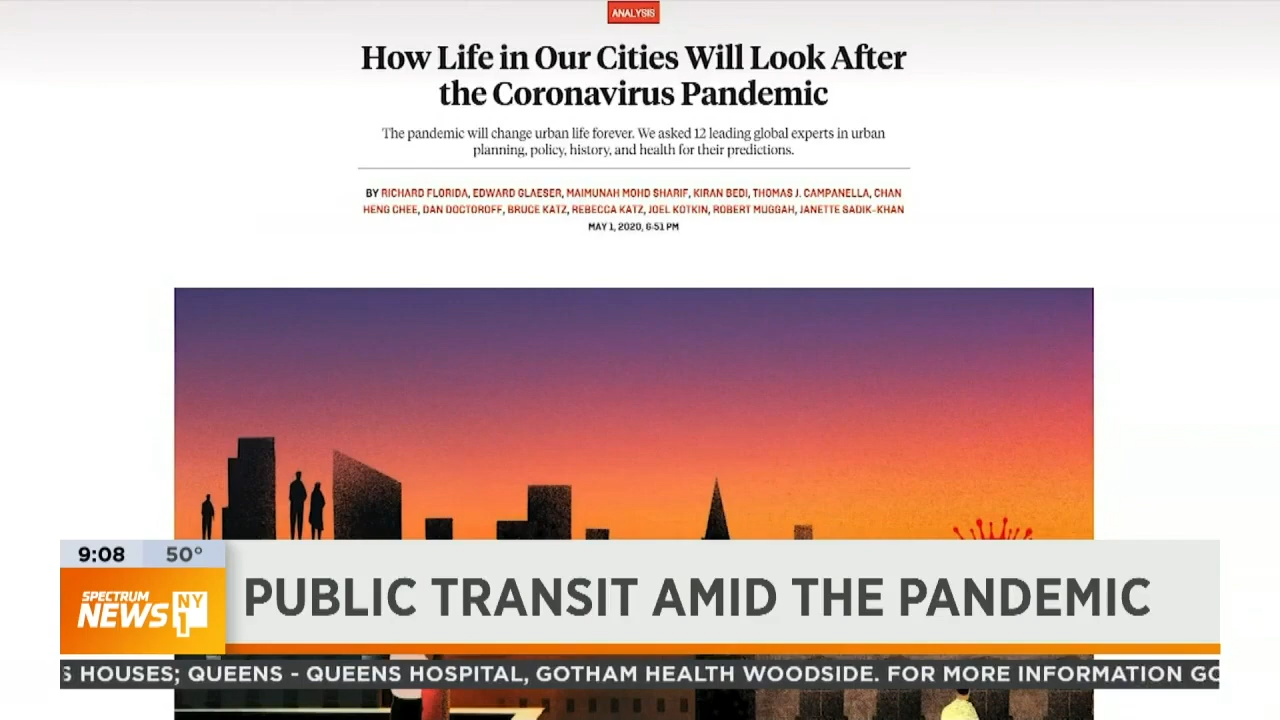 ANALYSIS
How Life in Our Cities Will Look After
the Coronavirus Pandemic
The pandemic will change urban life forever. We asked 12 leading global experts in urban
planning, policy, history, and health for their predictions.
BY RICHARD FLORIDA, EDWARD GLAESER, MAIMUNAH MOHD SHARIF, KIRAN BEDI, THOMAS J. CAMPANELLA, CHAN
HENG CHEE, DAN DOCTOROFF, BRUCE KATZ, REBECCA KATZ, JOEL KOTKIN, ROBERT MUGGAH, JANETTE SADIK-KHAN
MAY 1, 2020, 6:51 PM
9:08 50°
SPECTRUM
NEWS NY
1
PUBLIC TRANSIT AMID THE PANDEMIC
S HOUSES; QUEENS - QUEENS HOSPITAL, GOTHAM HEALTH WOODSIDE. FOR MORE INFORMATION GO